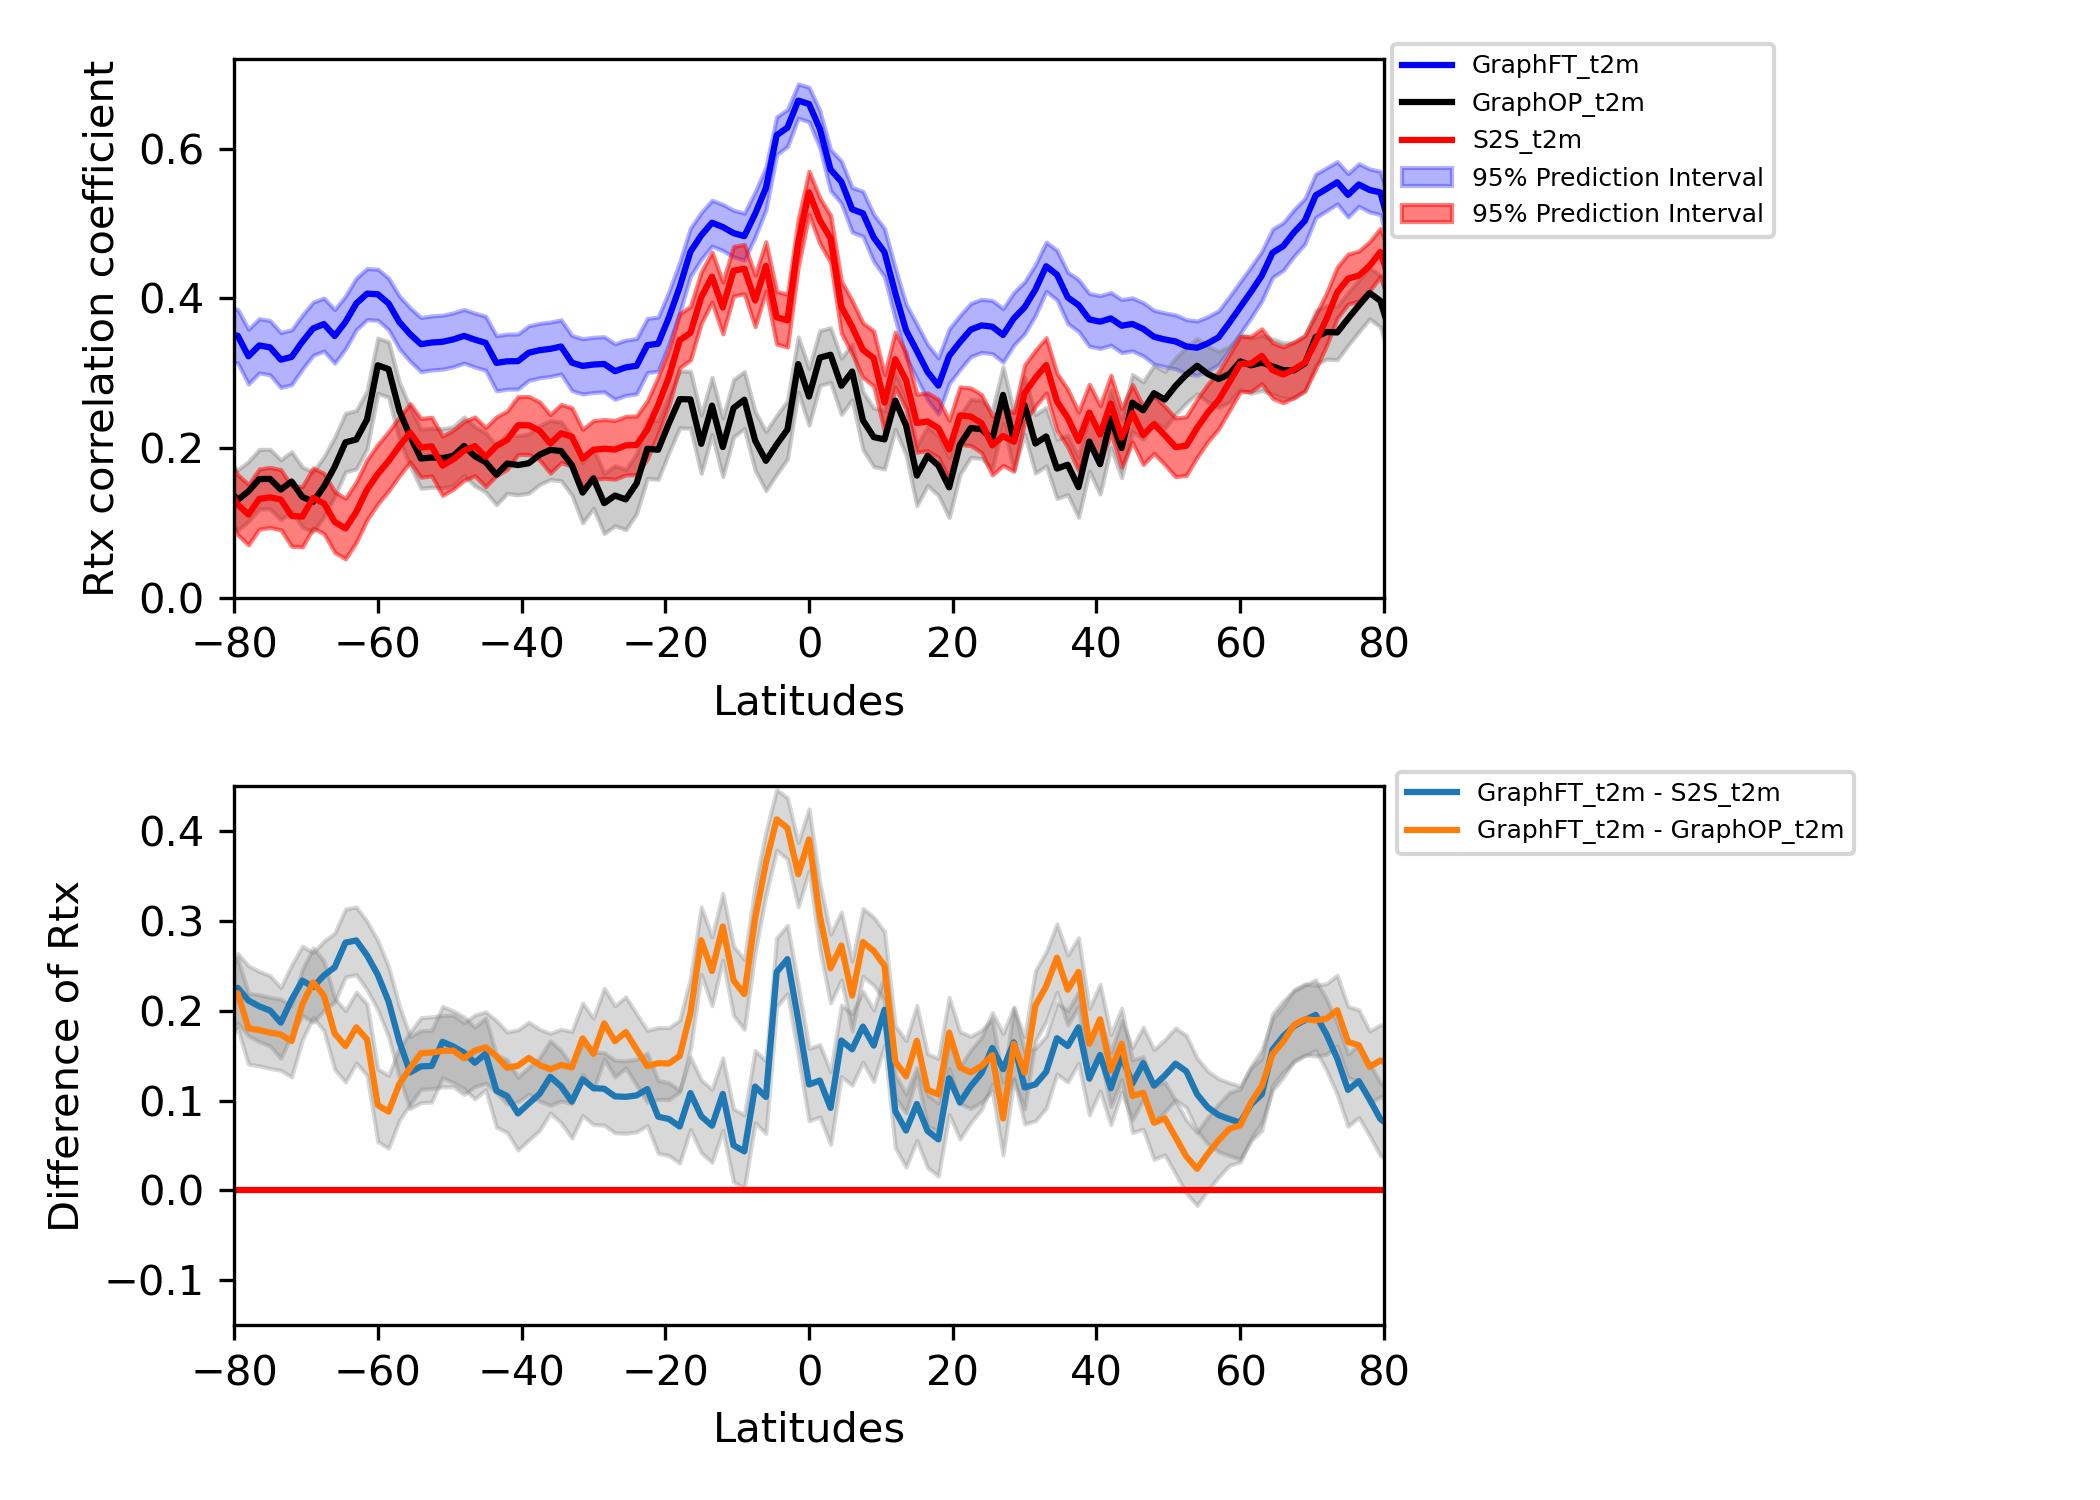 Rtx correlation coefficient
0.6
0.4
0.2
0.0
−80 −60 −40 −20 0 20 40 60 80
Latitudes
GraphFT_t2m
GraphOP_t2m
S2S_t2m
95% Prediction Interval
95% Prediction Interval
Difference of Rtx
0.4
0.3
0.2
0.1
0.0
−0.1
−80 −60 −40 −20 0 20 40 60 80
Latitudes
GraphFT_t2m - S2S_t2m
GraphFT_t2m - GraphOP_t2m